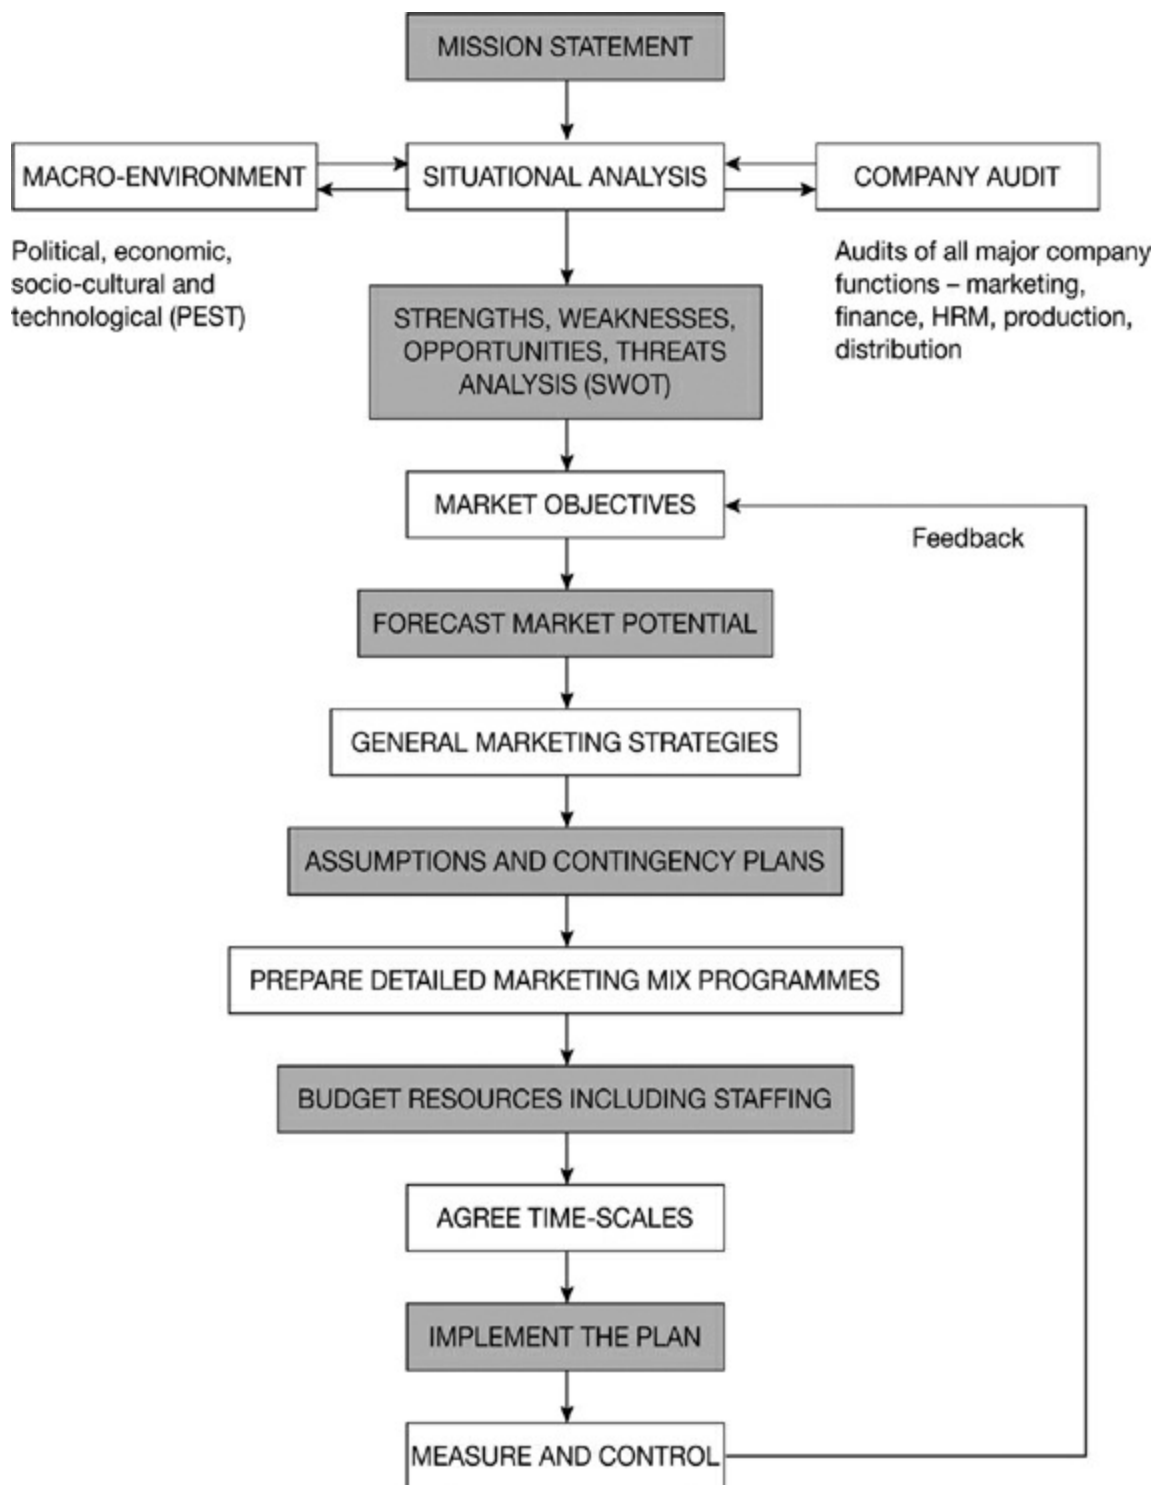 MISSION STATEMENT
MACRO-ENVIRONMENT
SITUATIONAL ANALYSIS
COMPANY AUDIT
Political, economic,
socio-cultural and
technological (PEST)
Audits of all major company
functions – marketing,
finance, HRM, production,
distribution
STRENGTHS, WEAKNESSES,
OPPORTUNITIES, THREATS
ANALYSIS (SWOT)
MARKET OBJECTIVES
Feedback
FORECAST MARKET POTENTIAL
GENERAL MARKETING STRATEGIES
ASSUMPTIONS AND CONTINGENCY PLANS
PREPARE DETAILED MARKETING MIX PROGRAMMES
BUDGET RESOURCES INCLUDING STAFFING
AGREE TIME-SCALES
IMPLEMENT THE PLAN
MEASURE AND CONTROL